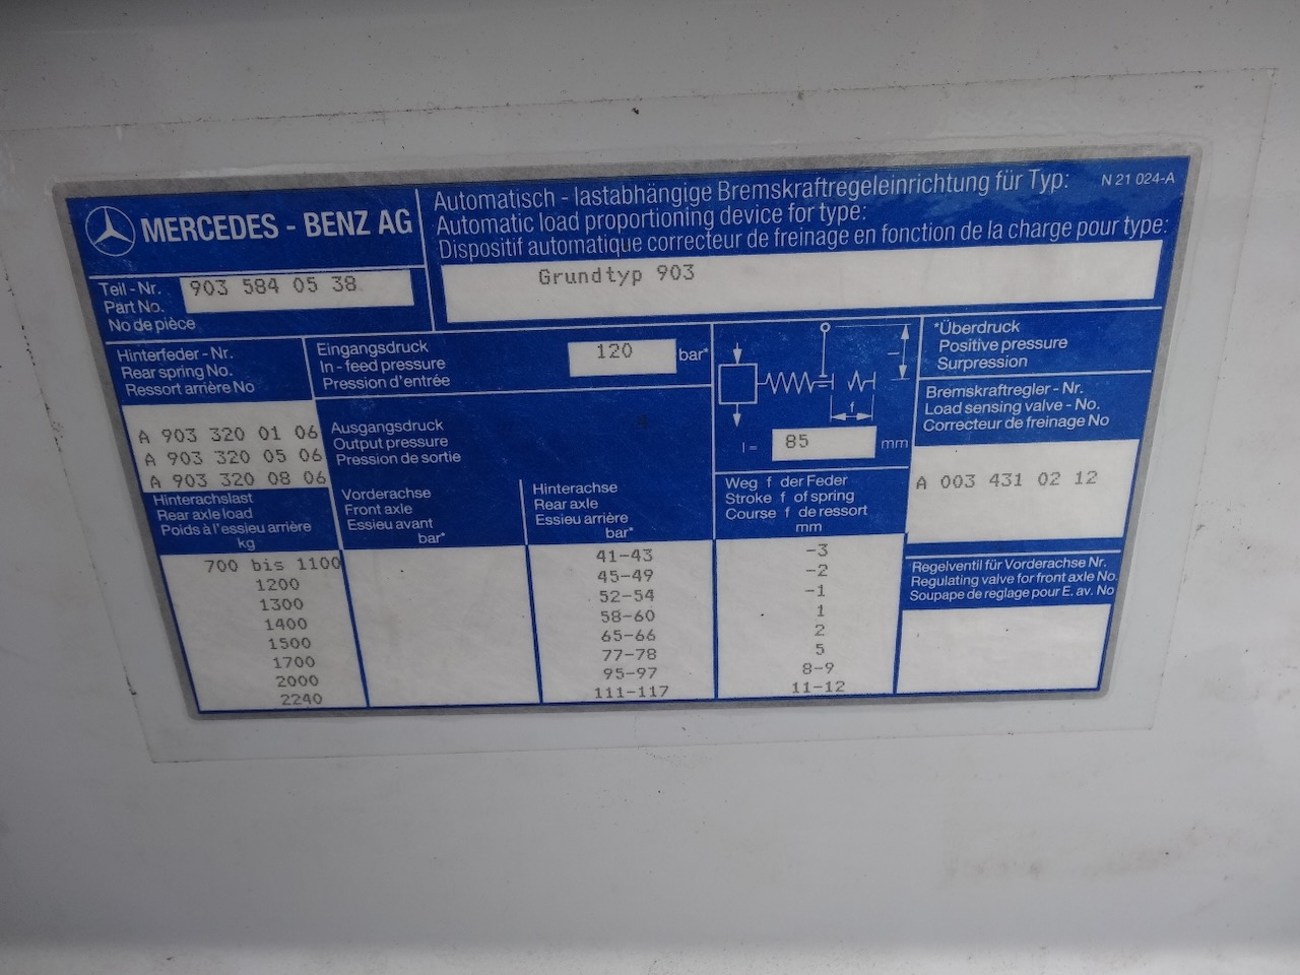 MERCEDES - BENZ AG
Automatisch - lastabhängige Bremskraftregeleinrichtung für Typ:
N 21 024-A
Automatic load proportioning device for type:
Dispositif automatique correcteur de freinage en fonction de la charge pour type:
Teil - Nr.
Part No.
No de pièce
903 584 05 38
Grundtyp 903
Hinterfeder - Nr.
Rear spring No.
Ressort arrière No
A 903 320 01 06
A 903 320 05 06
A 903 320 08 06
Eingangsdruck
In - feed pressure
Pression d'entrée
120 bar*
Ausgangsdruck
Output pressure
Pression de sortie
l = 85 mm
f
l
*Überdruck
Positive pressure
Surpression
Bremskraftregler - Nr.
Load sensing valve - No.
Correcteur de freinage No
A 003 431 02 12
Regelventil für Vorderachse Nr.
Regulating valve for front axle No.
Soupape de reglage pour E. av. No
Hinterachslast
Rear axle load
Poids à l'essieu arrière
kg
Vorderachse
Front axle
Essieu avant
bar*
Hinterachse
Rear axle
Essieu arrière
bar*
Weg f der Feder
Stroke f of spring
Course f de ressort
mm
700 bis 1100 41-43 -3
1200 45-49 -2
1300 52-54 -1
1400 58-60 1
1500 65-66 2
1700 77-78 5
2000 95-97 8-9
2240 111-117 11-12